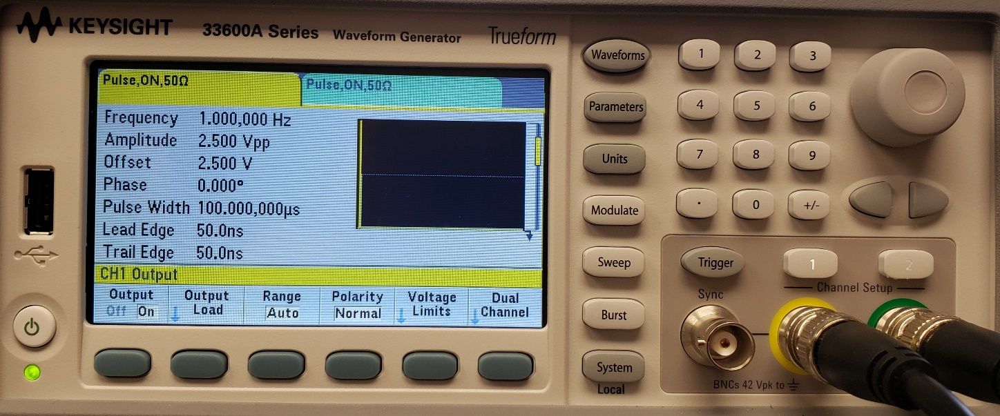 KEYSIGHT 33600A Series Waveform Generator Trueform
Pulse,ON,50Ω Pulse,ON,50Ω
Frequency 1.000,000 Hz
Amplitude 2.500 Vpp
Offset 2.500 V
Phase 0.000°
Pulse Width 100.000,000µs
Lead Edge 50.0ns
Trail Edge 50.0ns
CH1 Output
Output Off On
Output Load
Range Auto
Polarity Normal
Voltage Limits
Dual Channel
Waveforms
Parameters
Units
Modulate
Sweep
Burst
System
Local
1 2 3
4 5 6
7 8 9
. 0 +/-
Trigger
1 2
Channel Setup
Sync
BNCs 42 Vpk to